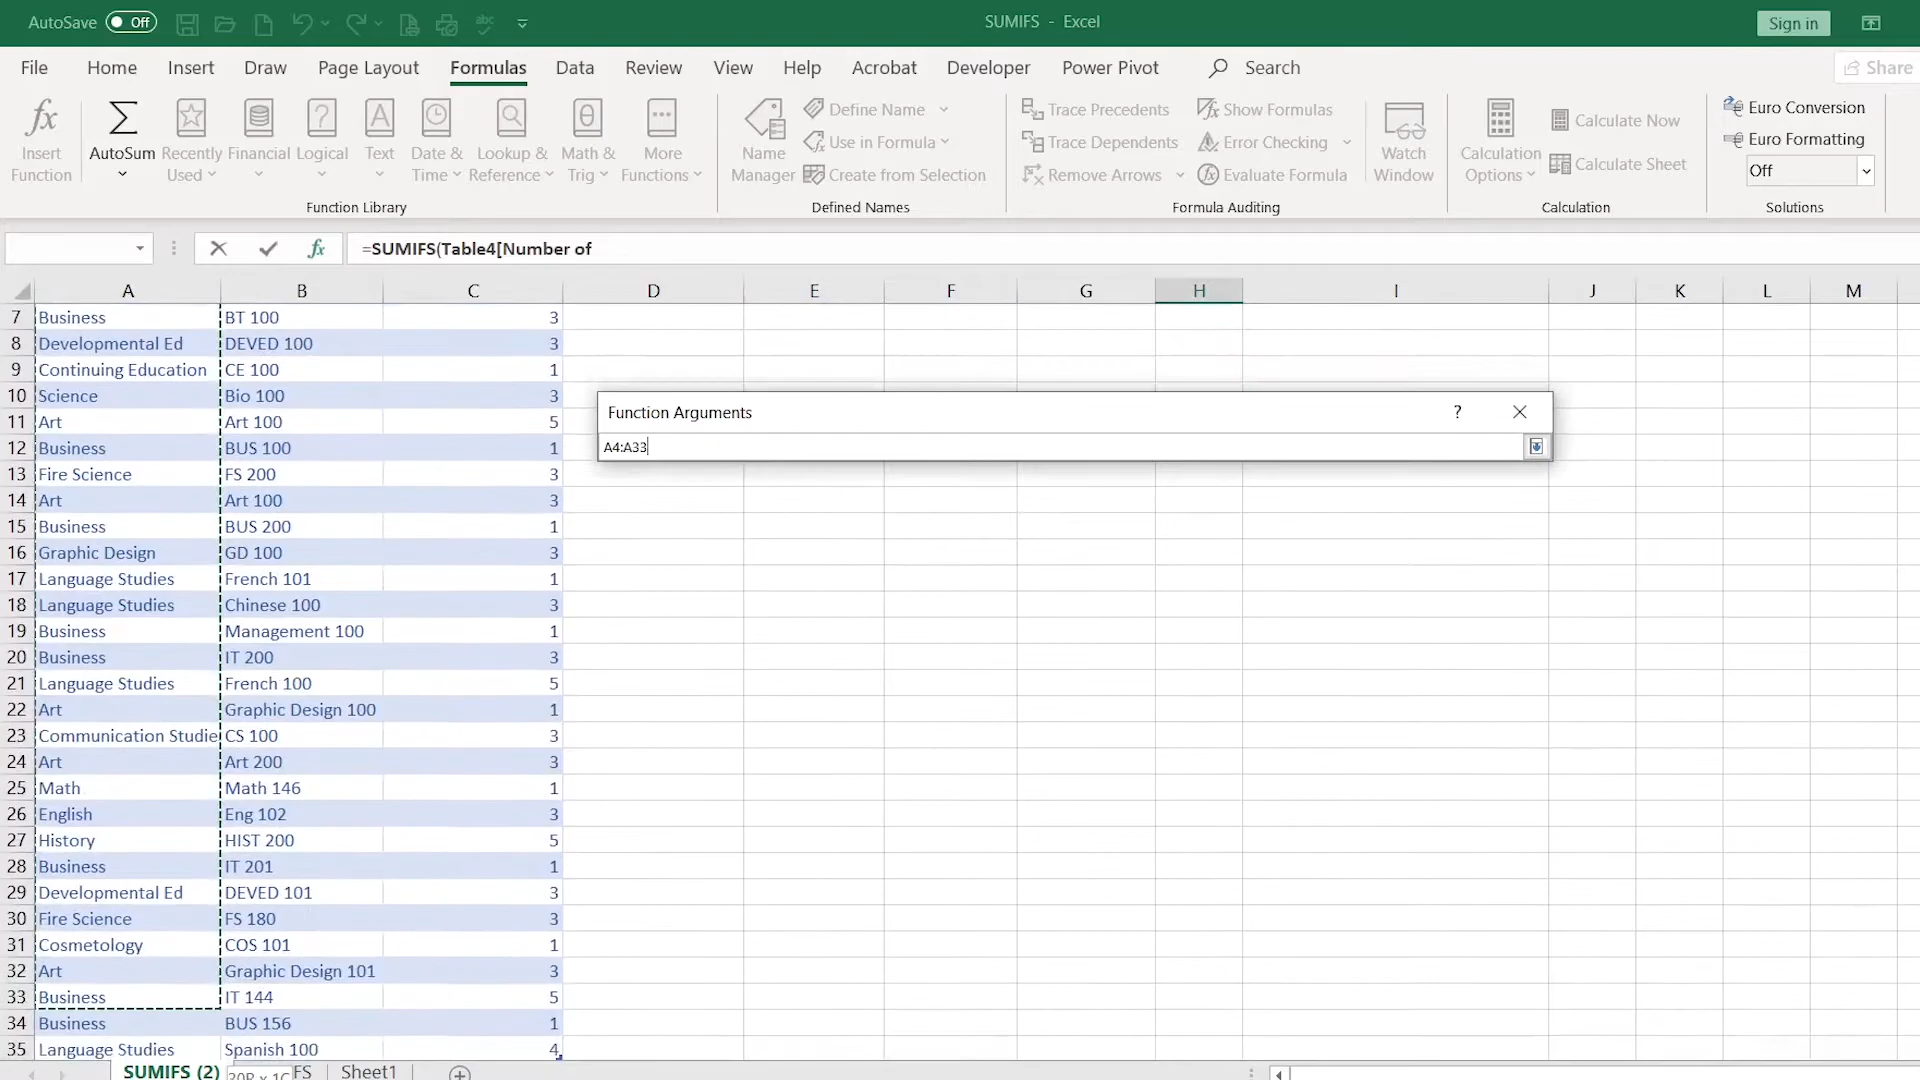 AutoSave Off
SUMIFS - Excel
Sign in
File Home Insert Draw Page Layout Formulas Data Review View Help Acrobat Developer Power Pivot Search Share
Insert Function
AutoSum
Recently Used
Financial
Logical
Text
Date & Time
Lookup & Reference
Math & Trig
More Functions
Function Library
Name Manager
Define Name
Use in Formula
Create from Selection
Defined Names
Trace Precedents
Trace Dependents
Remove Arrows
Show Formulas
Error Checking
Evaluate Formula
Watch Window
Formula Auditing
Calculation Options
Calculate Now
Calculate Sheet
Calculation
Euro Conversion
Euro Formatting
Off
Solutions
fx =SUMIFS(Table4[Number of
A B C D E F G H I J K L M
7 Business BT 100 3
8 Developmental Ed DEVED 100 3
9 Continuing Education CE 100 1
10 Science Bio 100 3
11 Art Art 100 5
12 Business BUS 100 1
13 Fire Science FS 200 3
14 Art Art 100 3
15 Business BUS 200 1
16 Graphic Design GD 100 3
17 Language Studies French 101 1
18 Language Studies Chinese 100 3
19 Business Management 100 1
20 Business IT 200 3
21 Language Studies French 100 5
22 Art Graphic Design 100 1
23 Communication Studie CS 100 3
24 Art Art 200 3
25 Math Math 146 1
26 English Eng 102 3
27 History HIST 200 5
28 Business IT 201 1
29 Developmental Ed DEVED 101 3
30 Fire Science FS 180 3
31 Cosmetology COS 101 1
32 Art Graphic Design 101 3
33 Business IT 144 5
34 Business BUS 156 1
35 Language Studies Spanish 100 4
Function Arguments ?
A4:A33
SUMIFS (2) 30R x 1C FS Sheet1